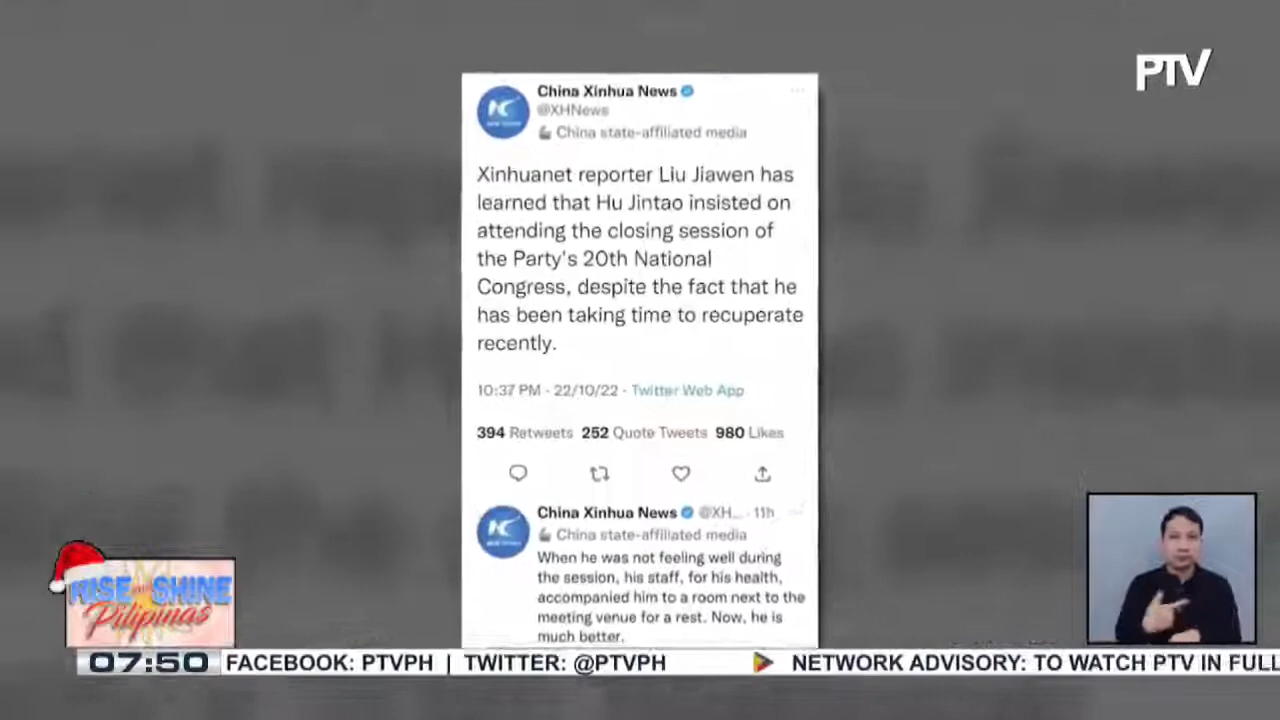 PTV
China Xinhua News
@XHNews
China state-affiliated media
Xinhuanet reporter Liu Jiawen has
learned that Hu Jintao insisted on
attending the closing session of
the Party's 20th National
Congress, despite the fact that he
has been taking time to recuperate
recently.
10:37 PM · 22/10/22 · Twitter Web App
394 Retweets 252 Quote Tweets 980 Likes
China Xinhua News @XH... · 11h
China state-affiliated media
When he was not feeling well during
the session, his staff, for his health,
accompanied him to a room next to the
meeting venue for a rest. Now, he is
much better.
RISE AND SHINE
Pilipinas
07:50 FACEBOOK: PTVPH | TWITTER: @PTVPH NETWORK ADVISORY: TO WATCH PTV IN FULL